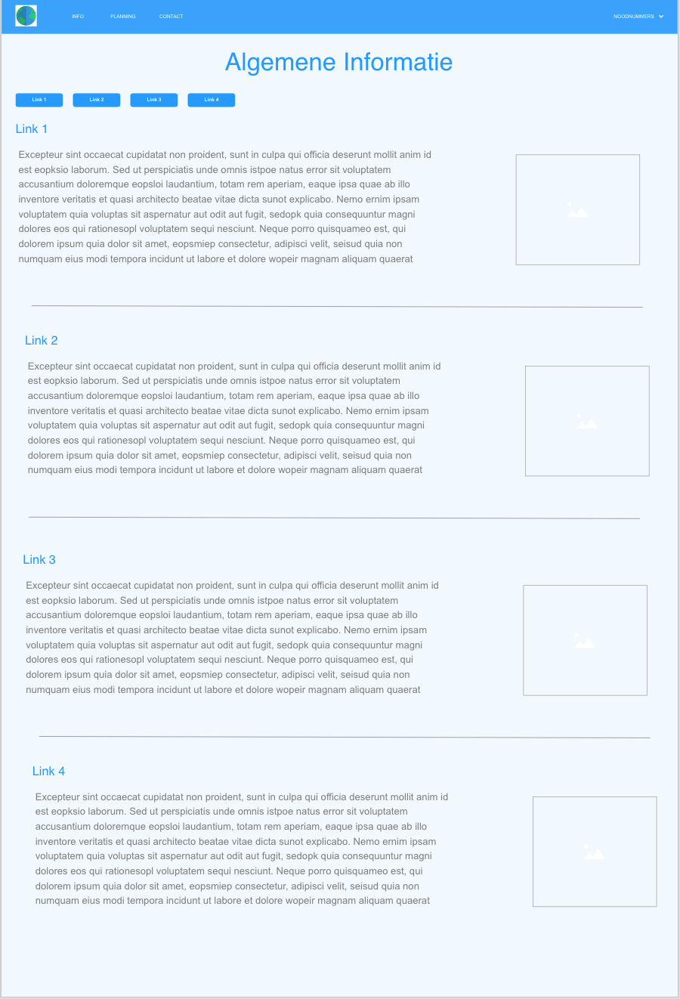 INFO PLANNING CONTACT NOODNUMMERS
Algemene Informatie
Link 1 Link 2 Link 3 Link 4
Link 1
Excepteur sint occaecat cupidatat non proident, sunt in culpa qui officia deserunt mollit anim id
est eopksio laborum. Sed ut perspiciatis unde omnis istpoe natus error sit voluptatem
accusantium doloremque eopsloi laudantium, totam rem aperiam, eaque ipsa quae ab illo
inventore veritatis et quasi architecto beatae vitae dicta sunot explicabo. Nemo ernim ipsam
voluptatem quia voluptas sit aspernatur aut odit aut fugit, sedopk quia consequuntur magni
dolores eos qui rationesopl voluptatem sequi nesciunt. Neque porro quisquameo est, qui
dolorem ipsum quia dolor sit amet, eopsmiep consectetur, adipisci velit, seisud quia non
numquam eius modi tempora incidunt ut labore et dolore wopeir magnam aliquam quaerat
Link 2
Excepteur sint occaecat cupidatat non proident, sunt in culpa qui officia deserunt mollit anim id
est eopksio laborum. Sed ut perspiciatis unde omnis istpoe natus error sit voluptatem
accusantium doloremque eopsloi laudantium, totam rem aperiam, eaque ipsa quae ab illo
inventore veritatis et quasi architecto beatae vitae dicta sunot explicabo. Nemo ernim ipsam
voluptatem quia voluptas sit aspernatur aut odit aut fugit, sedopk quia consequuntur magni
dolores eos qui rationesopl voluptatem sequi nesciunt. Neque porro quisquameo est, qui
dolorem ipsum quia dolor sit amet, eopsmiep consectetur, adipisci velit, seisud quia non
numquam eius modi tempora incidunt ut labore et dolore wopeir magnam aliquam quaerat
Link 3
Excepteur sint occaecat cupidatat non proident, sunt in culpa qui officia deserunt mollit anim id
est eopksio laborum. Sed ut perspiciatis unde omnis istpoe natus error sit voluptatem
accusantium doloremque eopsloi laudantium, totam rem aperiam, eaque ipsa quae ab illo
inventore veritatis et quasi architecto beatae vitae dicta sunot explicabo. Nemo ernim ipsam
voluptatem quia voluptas sit aspernatur aut odit aut fugit, sedopk quia consequuntur magni
dolores eos qui rationesopl voluptatem sequi nesciunt. Neque porro quisquameo est, qui
dolorem ipsum quia dolor sit amet, eopsmiep consectetur, adipisci velit, seisud quia non
numquam eius modi tempora incidunt ut labore et dolore wopeir magnam aliquam quaerat
Link 4
Excepteur sint occaecat cupidatat non proident, sunt in culpa qui officia deserunt mollit anim id
est eopksio laborum. Sed ut perspiciatis unde omnis istpoe natus error sit voluptatem
accusantium doloremque eopsloi laudantium, totam rem aperiam, eaque ipsa quae ab illo
inventore veritatis et quasi architecto beatae vitae dicta sunot explicabo. Nemo ernim ipsam
voluptatem quia voluptas sit aspernatur aut odit aut fugit, sedopk quia consequuntur magni
dolores eos qui rationesopl voluptatem sequi nesciunt. Neque porro quisquameo est, qui
dolorem ipsum quia dolor sit amet, eopsmiep consectetur, adipisci velit, seisud quia non
numquam eius modi tempora incidunt ut labore et dolore wopeir magnam aliquam quaerat